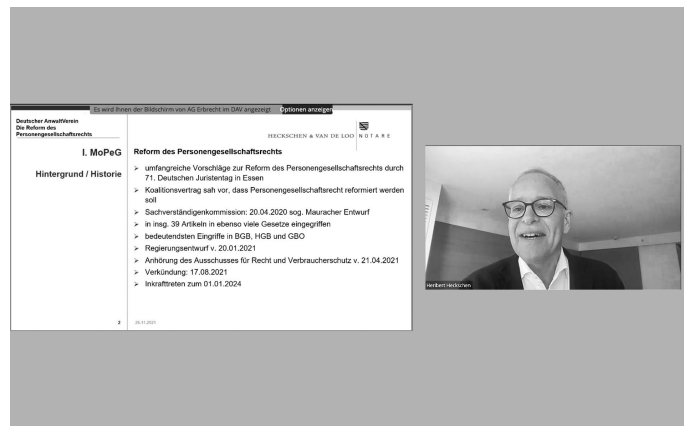 Es wird Ihnen der Bildschirm von AG Erbrecht im DAV angezeigt Optionen anzeigen
Deutscher AnwaltVerein
Die Reform des
Personengesellschaftsrechts
HECKSCHEN & VAN DE LOO NOTARE
I. MoPeG
Hintergrund / Historie
Reform des Personengesellschaftsrechts
➢ umfangreiche Vorschläge zur Reform des Personengesellschaftsrechts durch
71. Deutschen Juristentag in Essen
➢ Koalitionsvertrag sah vor, dass Personengesellschaftsrecht reformiert werden
soll
➢ Sachverständigenkommission: 20.04.2020 sog. Mauracher Entwurf
➢ in insg. 39 Artikeln in ebenso viele Gesetze eingegriffen
➢ bedeutendsten Eingriffe in BGB, HGB und GBO
➢ Regierungsentwurf v. 20.01.2021
➢ Anhörung des Ausschusses für Recht und Verbraucherschutz v. 21.04.2021
➢ Verkündung: 17.08.2021
➢ Inkrafttreten zum 01.01.2024
25.11.2021
Heribert Heckschen